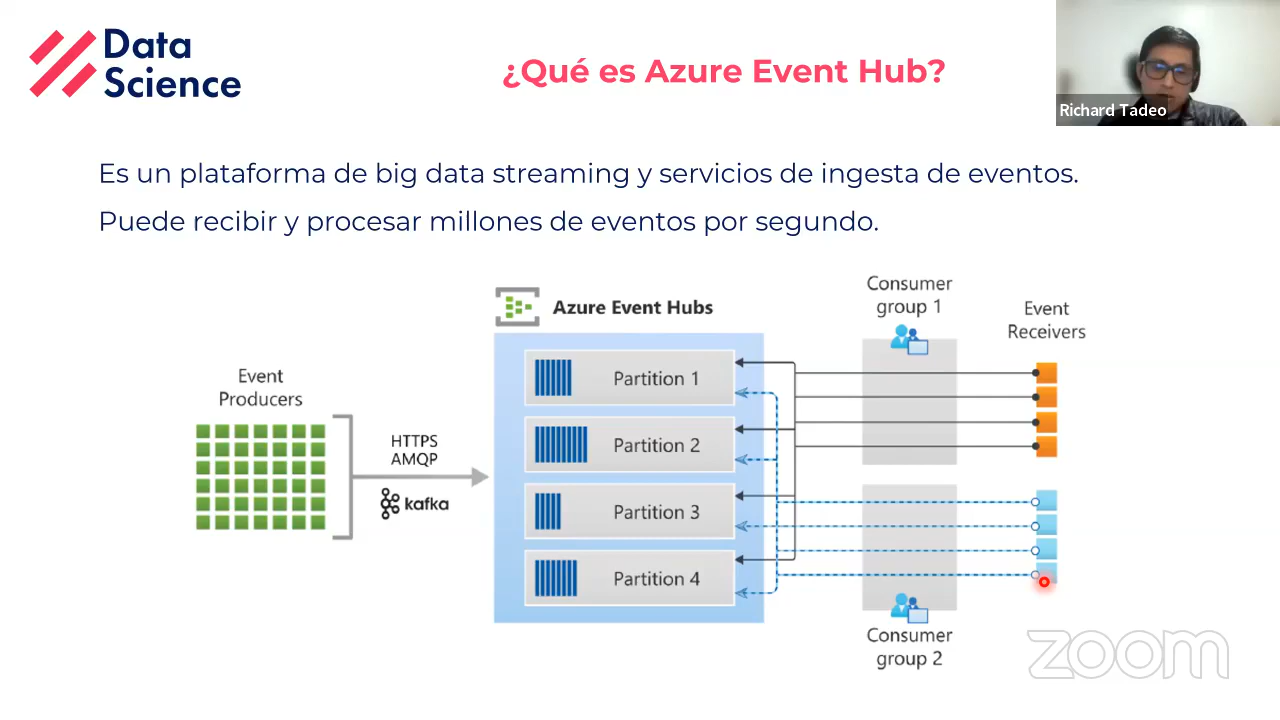 Data
Science
¿Qué es Azure Event Hub?
Richard Tadeo
Es un plataforma de big data streaming y servicios de ingesta de eventos.
Puede recibir y procesar millones de eventos por segundo.
Azure Event Hubs
Consumer
group 1
Event
Receivers
Event
Producers
HTTPS
AMQP
kafka
Partition 1
Partition 2
Partition 3
Partition 4
Consumer
group 2
zoom